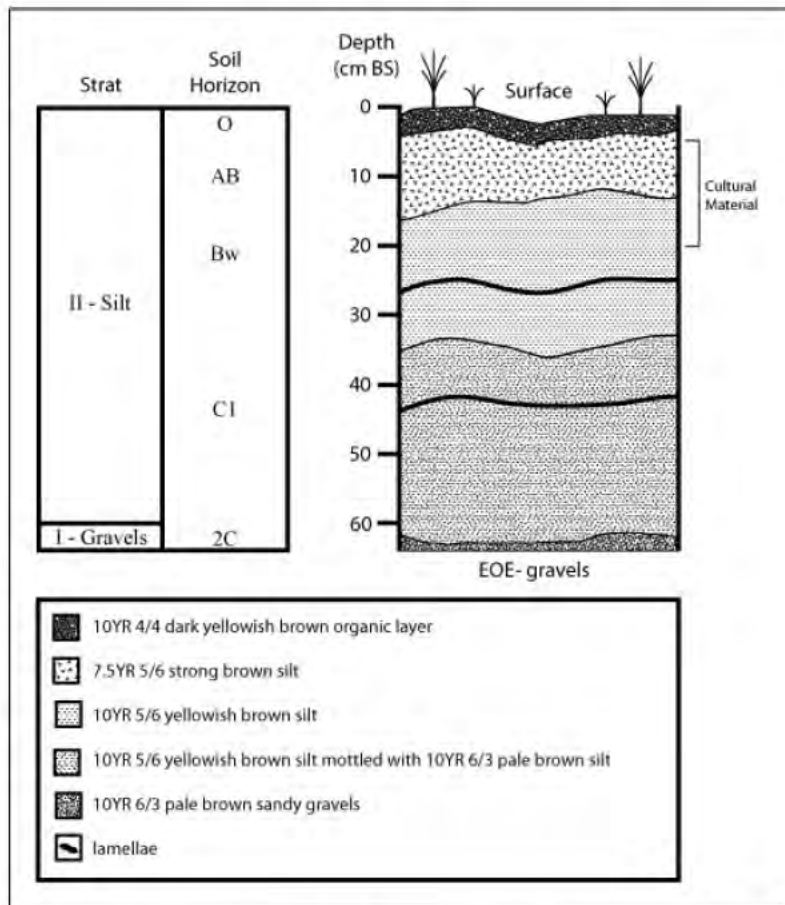 Strat
Soil
Horizon
Depth
(cm BS)
Surface
O
AB
Bw
II - Silt
C1
I - Gravels
2C
0
10
20
30
40
50
60
Cultural
Material
EOE- gravels
10YR 4/4 dark yellowish brown organic layer
7.5YR 5/6 strong brown silt
10YR 5/6 yellowish brown silt
10YR 5/6 yellowish brown silt mottled with 10YR 6/3 pale brown silt
10YR 6/3 pale brown sandy gravels
lamellae